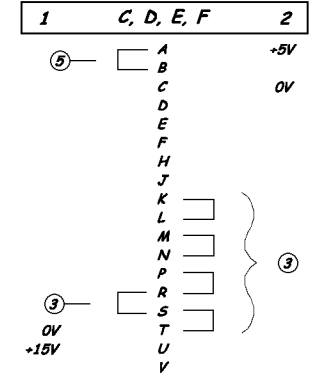 1 C, D, E, F 2
A +5V
5 B
C 0V
D
E
F
H
J
K
L
M
N 3
P
3 R
S
0V T
+15V U
V